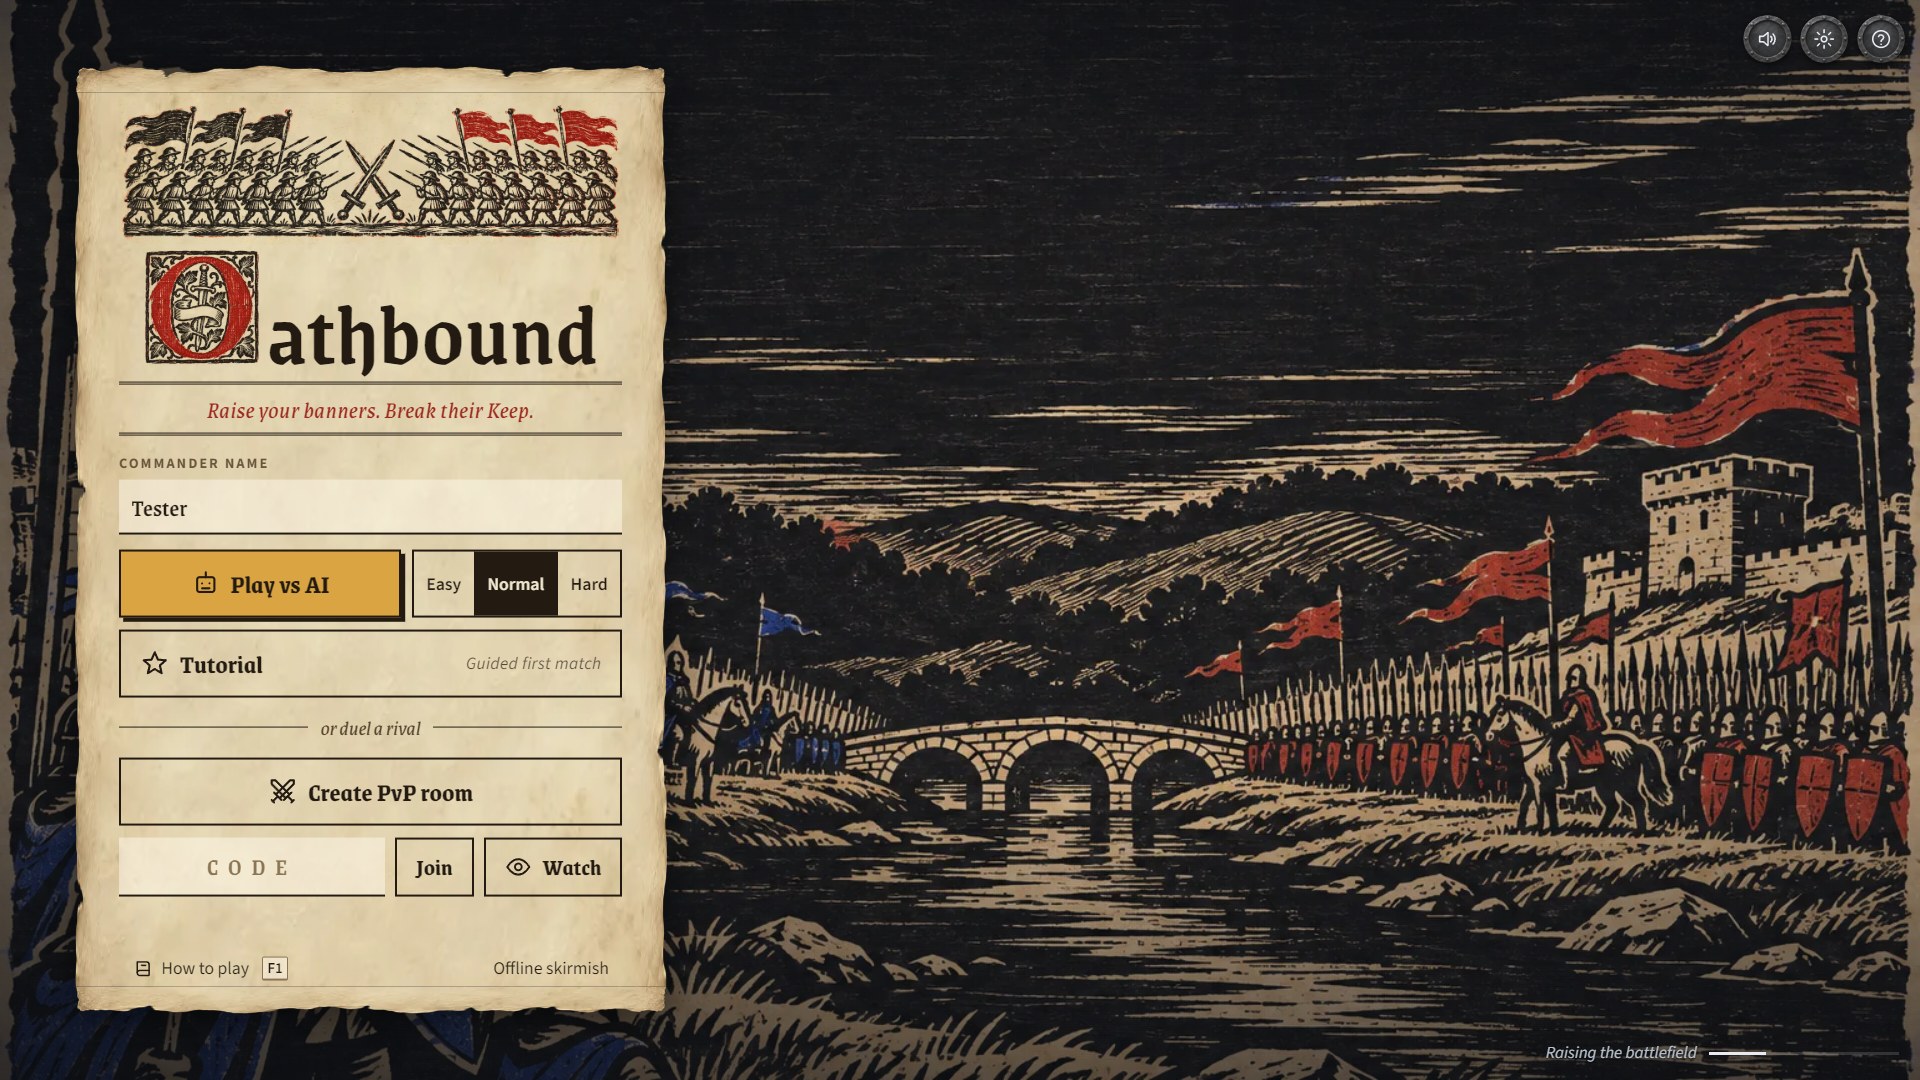 Oathbound
Raise your banners. Break their Keep.
COMMANDER NAME
Tester
Play vs AI
Easy Normal Hard
Tutorial Guided first match
or duel a rival
Create PvP room
CODE Join Watch
How to play F1 Offline skirmish
Raising the battlefield